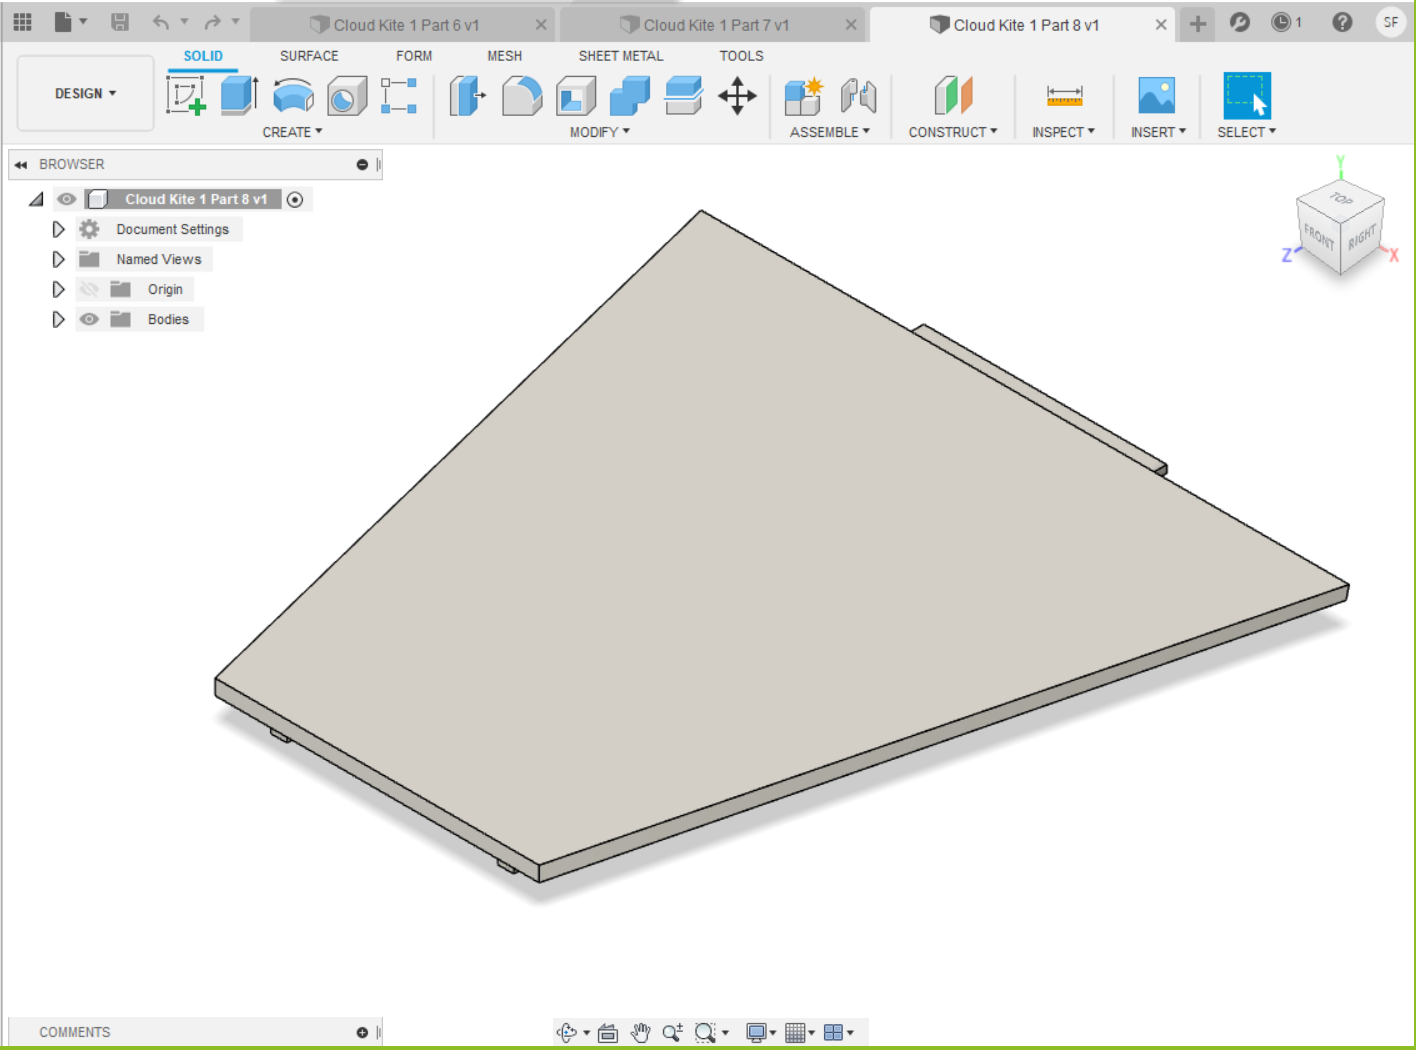 Cloud Kite 1 Part 6 v1
Cloud Kite 1 Part 7 v1
Cloud Kite 1 Part 8 v1
1
SF
SOLID SURFACE FORM MESH SHEET METAL TOOLS
DESIGN
CREATE MODIFY ASSEMBLE CONSTRUCT INSPECT INSERT SELECT
BROWSER
Cloud Kite 1 Part 8 v1
Document Settings
Named Views
Origin
Bodies
Y
TOP
FRONT
RIGHT
Z
X
COMMENTS